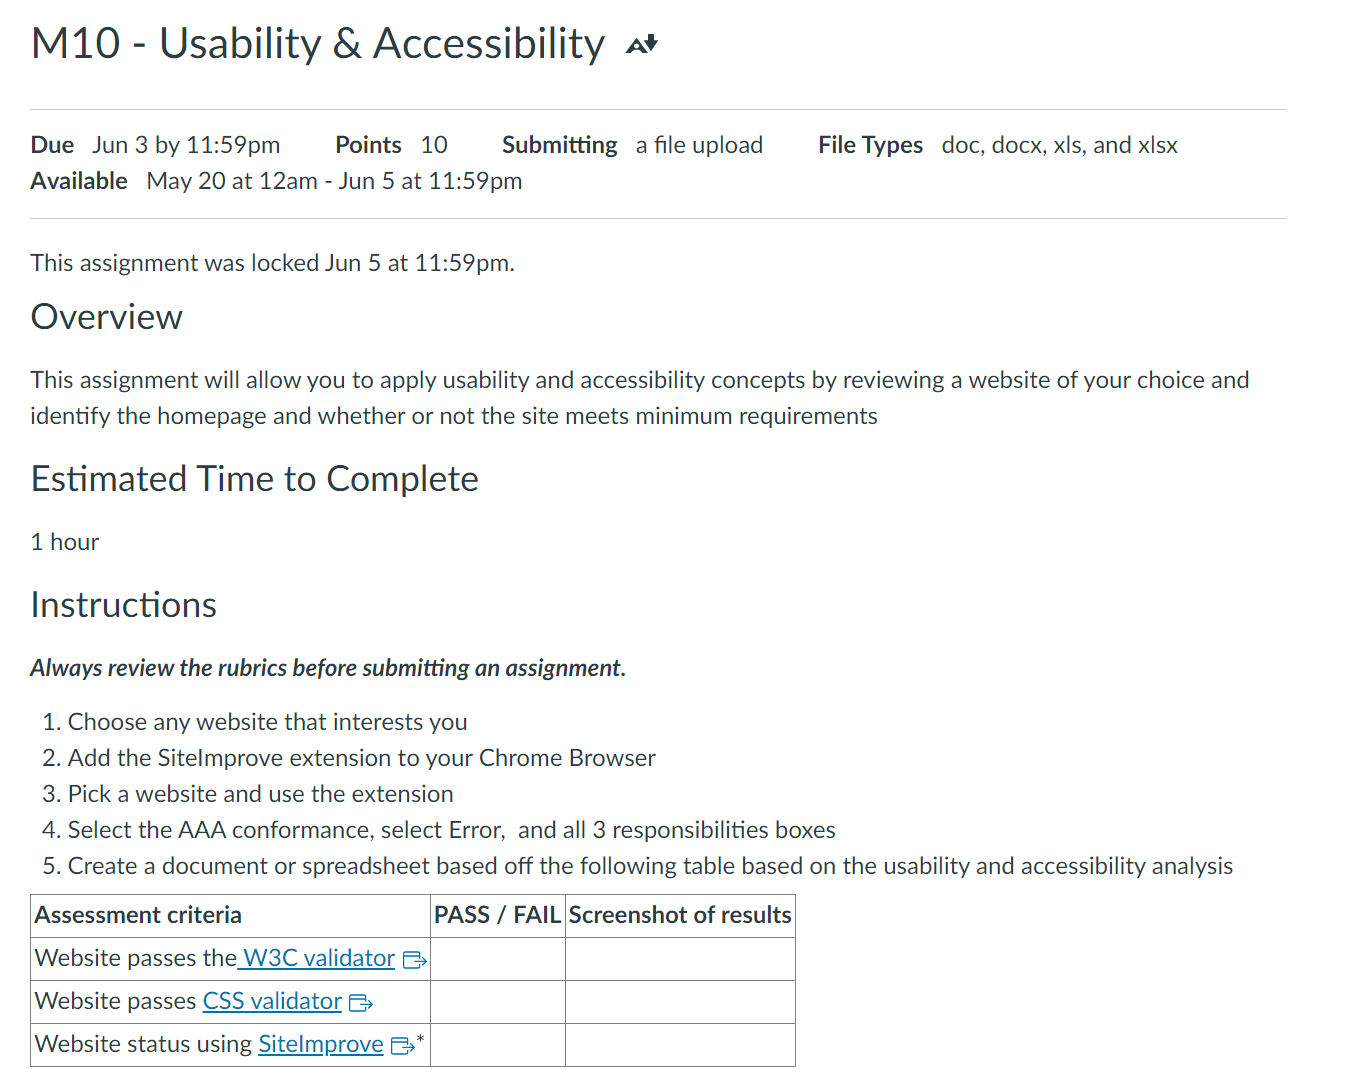 M10 - Usability & Accessibility
Due Jun 3 by 11:59pm Points 10 Submitting a file upload File Types doc, docx, xls, and xlsx
Available May 20 at 12am - Jun 5 at 11:59pm
This assignment was locked Jun 5 at 11:59pm.
Overview
This assignment will allow you to apply usability and accessibility concepts by reviewing a website of your choice and
identify the homepage and whether or not the site meets minimum requirements
Estimated Time to Complete
1 hour
Instructions
Always review the rubrics before submitting an assignment.
1. Choose any website that interests you
2. Add the SiteImprove extension to your Chrome Browser
3. Pick a website and use the extension
4. Select the AAA conformance, select Error, and all 3 responsibilities boxes
5. Create a document or spreadsheet based off the following table based on the usability and accessibility analysis
Assessment criteria PASS / FAIL Screenshot of results
Website passes the W3C validator
Website passes CSS validator
Website status using SiteImprove *